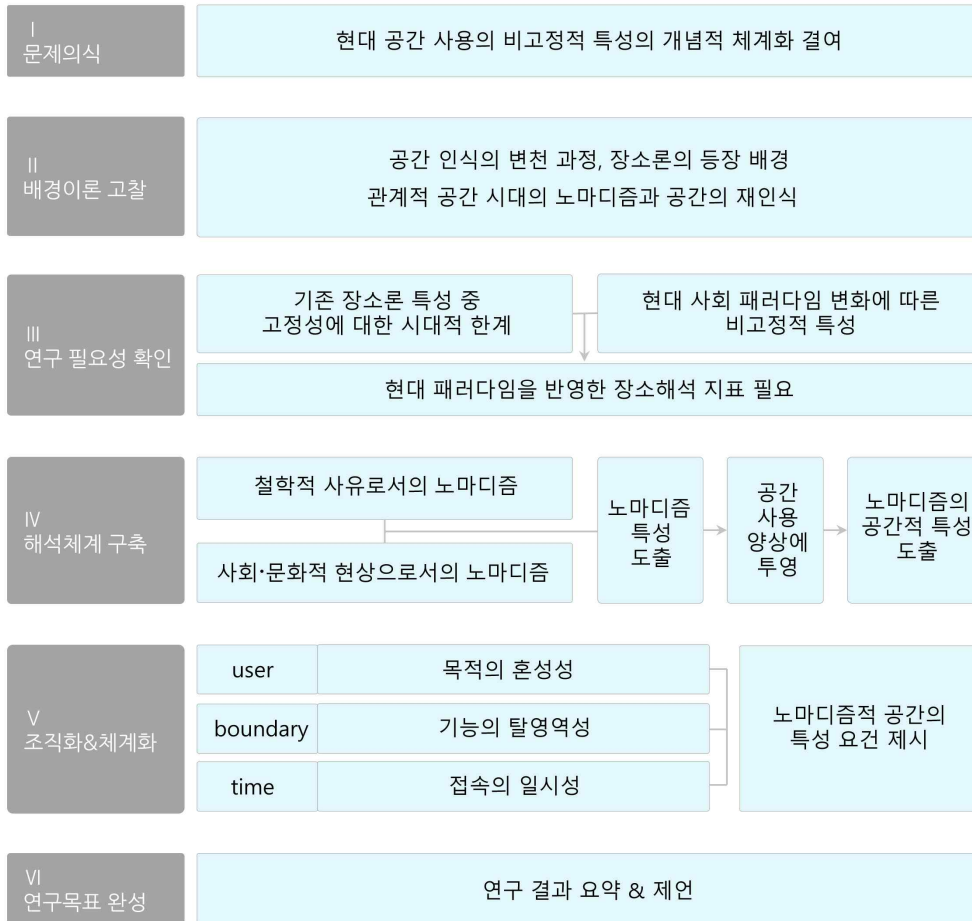 Ⅰ
문제의식
현대 공간 사용의 비고정적 특성의 개념적 체계화 결여
Ⅱ
배경이론 고찰
공간 인식의 변천 과정, 장소론의 등장 배경
관계적 공간 시대의 노마디즘과 공간의 재인식
Ⅲ
연구 필요성 확인
기존 장소론 특성 중
고정성에 대한 시대적 한계
현대 사회 패러다임 변화에 따른
비고정적 특성
현대 패러다임을 반영한 장소해석 지표 필요
Ⅳ
해석체계 구축
철학적 사유로서의 노마디즘
사회·문화적 현상으로서의 노마디즘
노마디즘
특성
도출
공간
사용
양상에
투영
노마디즘의
공간적 특성
도출
Ⅴ
조직화&체계화
user
목적의 혼성성
boundary
기능의 탈영역성
time
접속의 일시성
노마디즘적 공간의
특성 요건 제시
Ⅵ
연구목표 완성
연구 결과 요약 & 제언